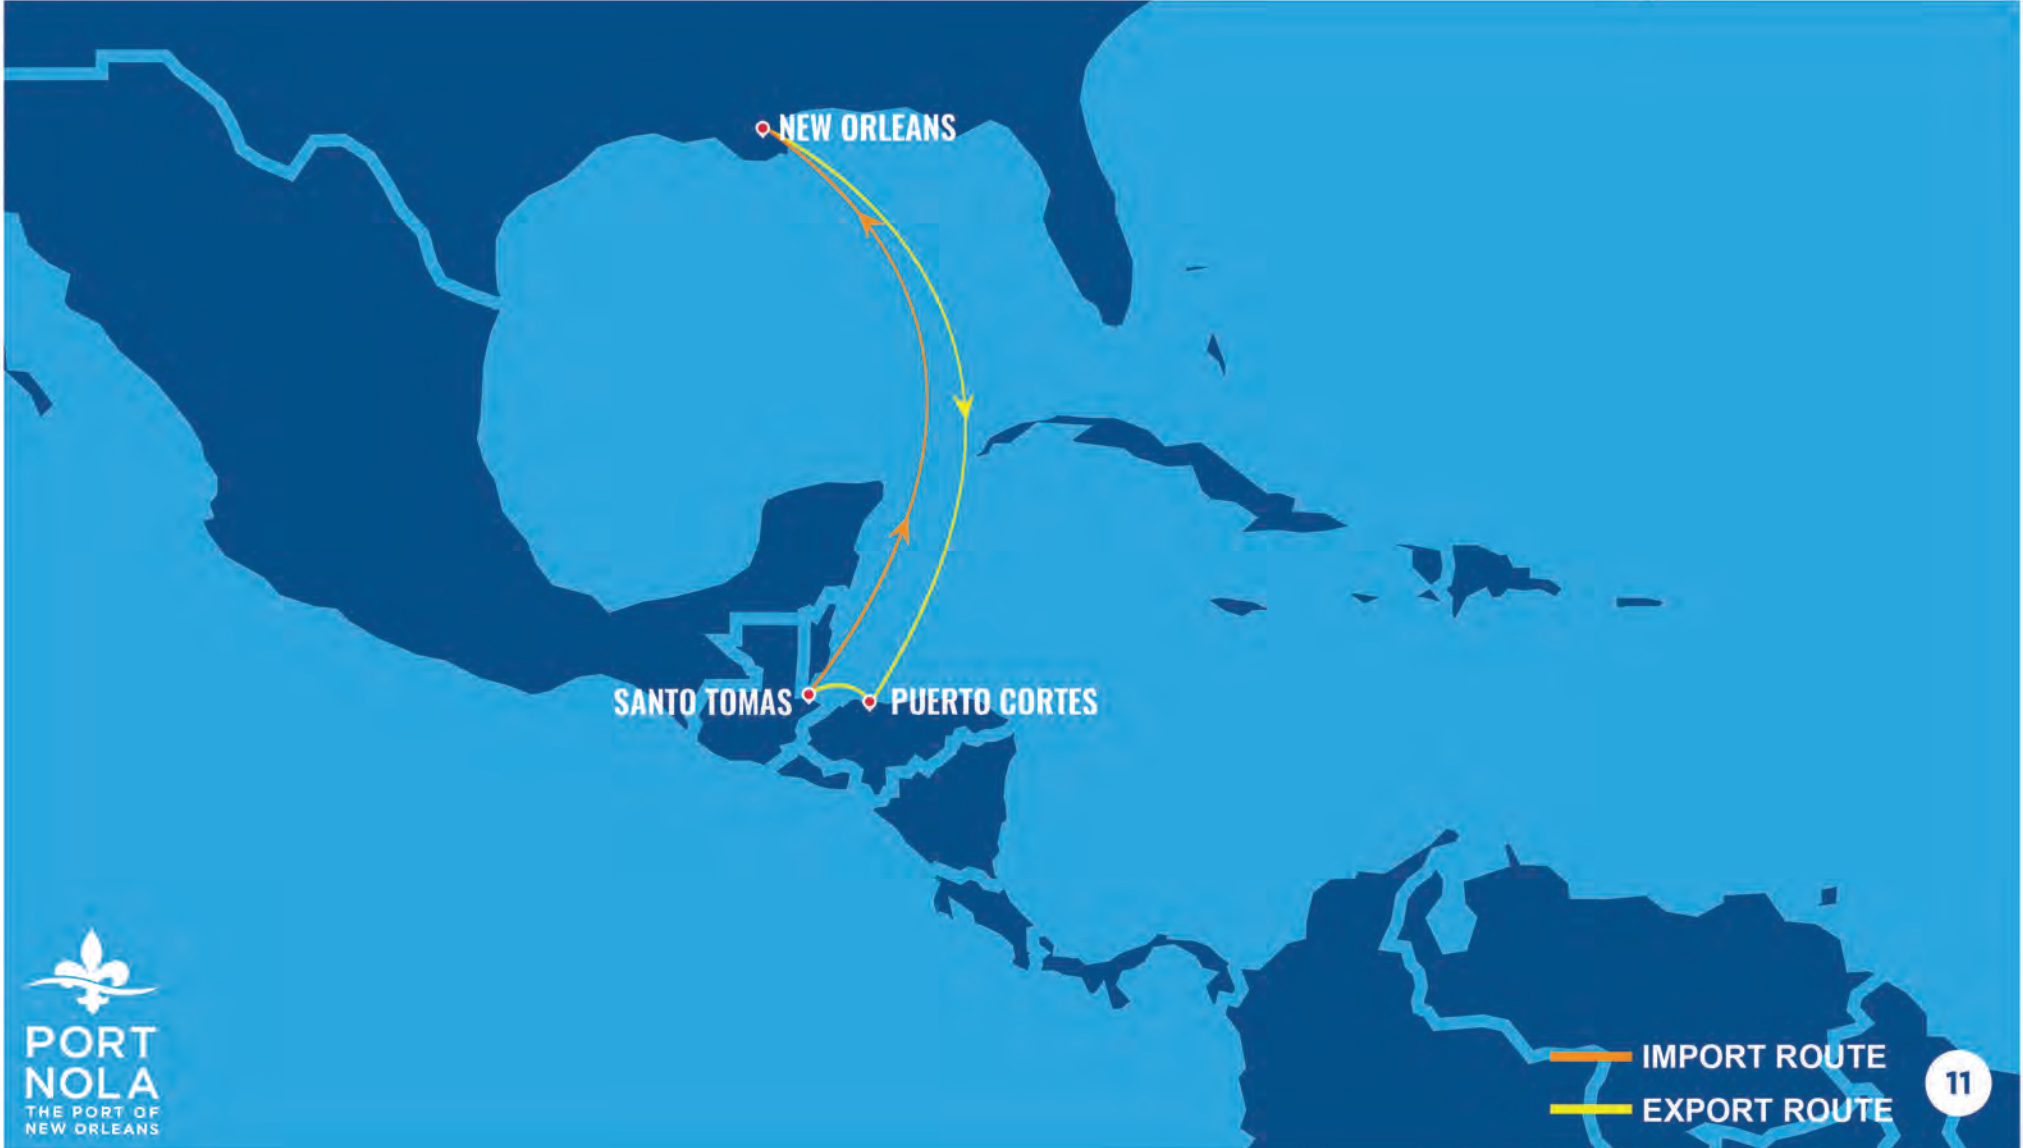 NEW ORLEANS
SANTO TOMAS
PUERTO CORTES
PORT
NOLA
THE PORT OF
NEW ORLEANS
IMPORT ROUTE
EXPORT ROUTE
11